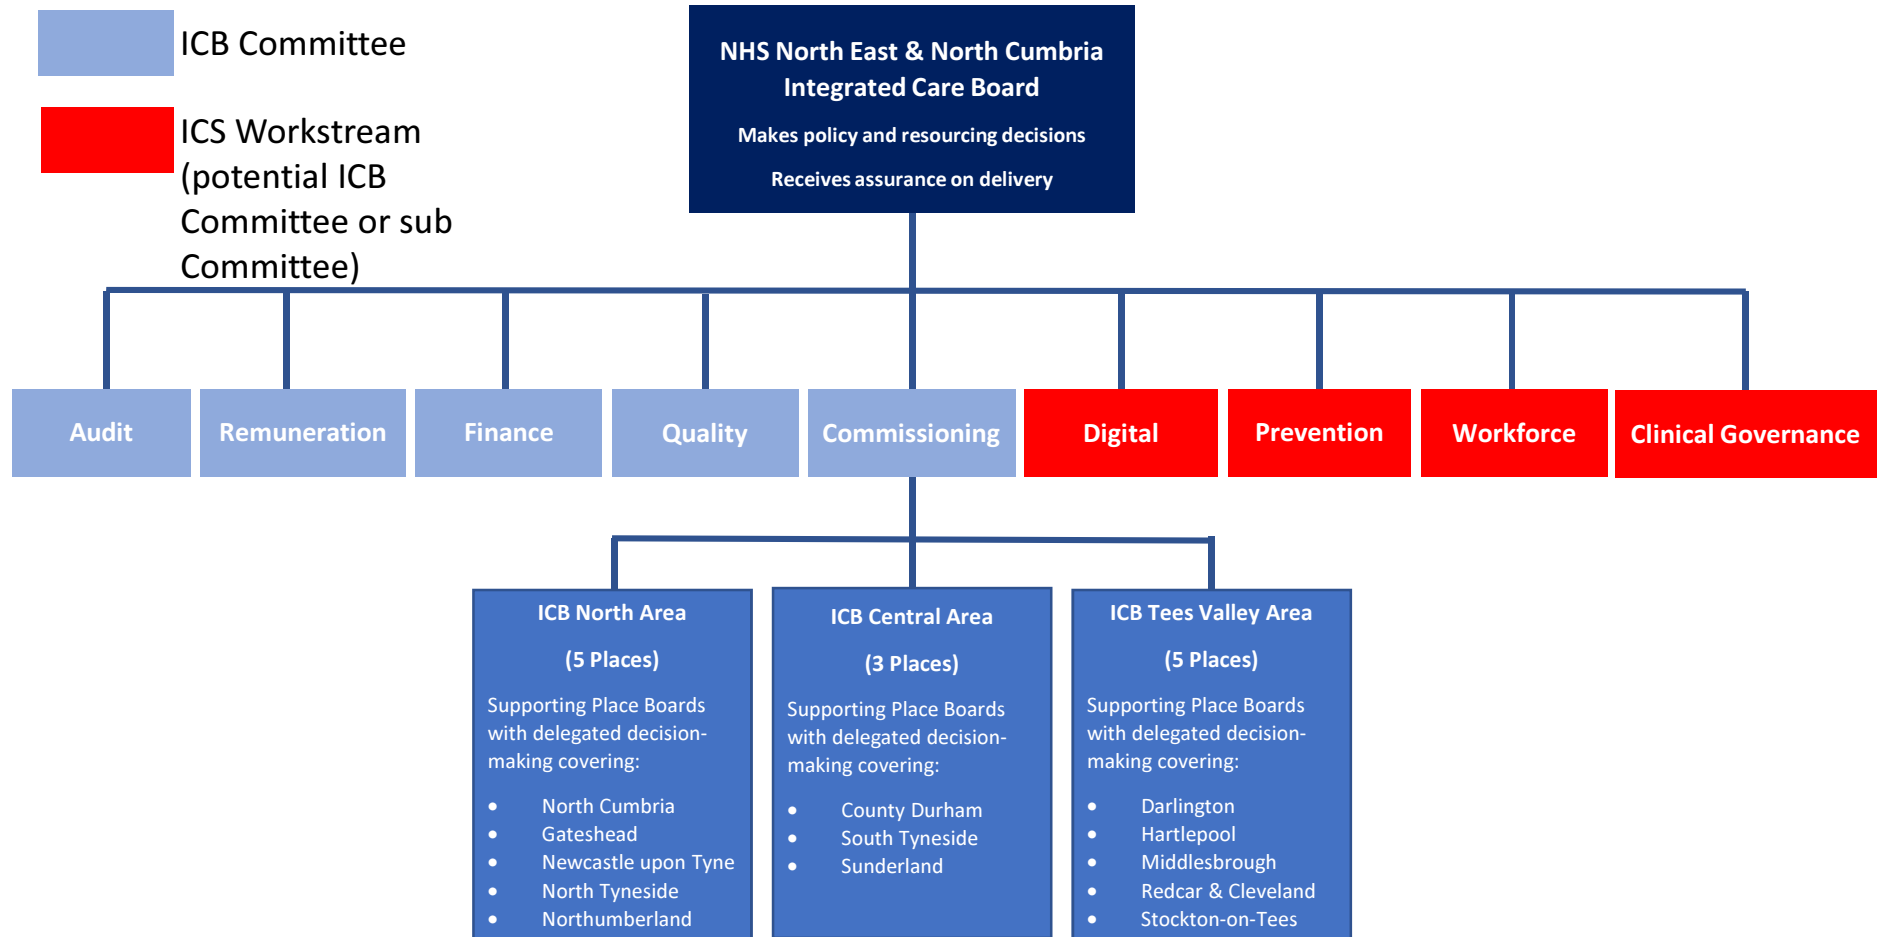 ICB Committee
ICS Workstream
(potential ICB
Committee or sub
Committee)
NHS North East & North Cumbria
Integrated Care Board
Makes policy and resourcing decisions
Receives assurance on delivery
Audit
Remuneration
Finance
Quality
Commissioning
Digital
Prevention
Workforce
Clinical Governance
ICB North Area
(5 Places)
Supporting Place Boards
with delegated decision-
making covering:
• North Cumbria
• Gateshead
• Newcastle upon Tyne
• North Tyneside
• Northumberland
ICB Central Area
(3 Places)
Supporting Place Boards
with delegated decision-
making covering:
• County Durham
• South Tyneside
• Sunderland
ICB Tees Valley Area
(5 Places)
Supporting Place Boards
with delegated decision-
making covering:
• Darlington
• Hartlepool
• Middlesbrough
• Redcar & Cleveland
• Stockton-on-Tees